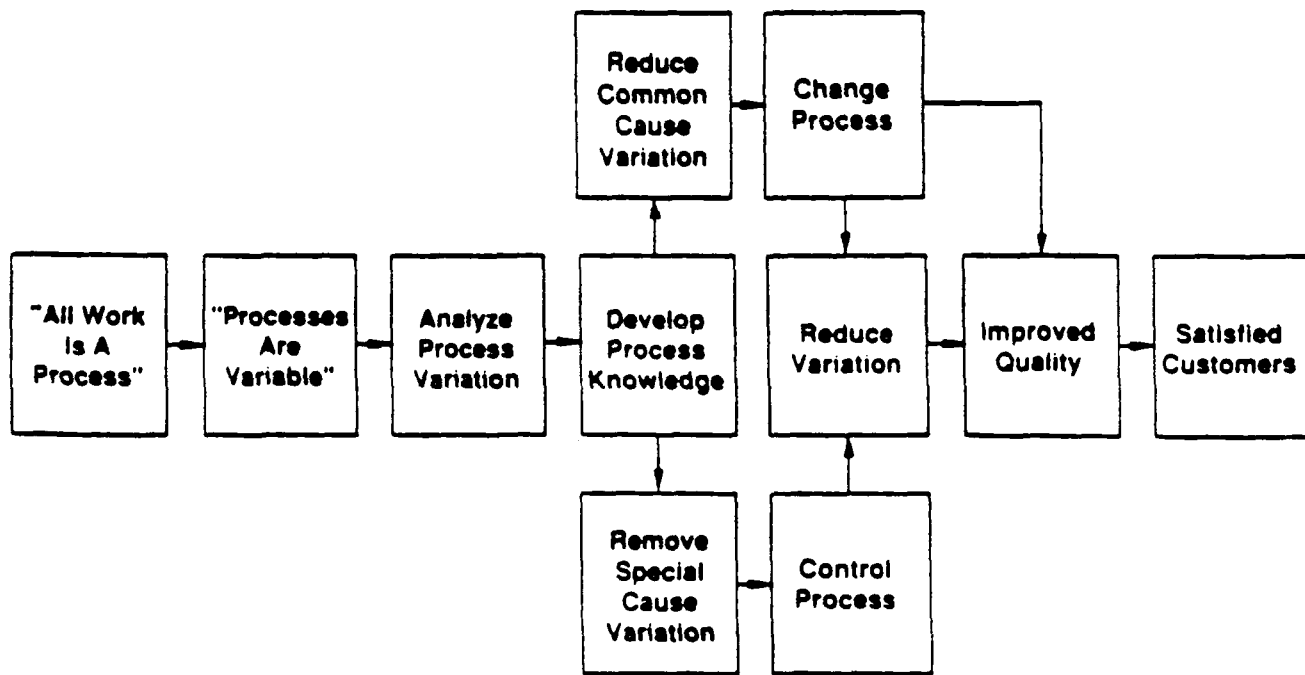 Reduce
Common
Cause
Variation
Change
Process
"All Work
Is A
Process"
"Processes
Are
Variable"
Analyze
Process
Variation
Develop
Process
Knowledge
Reduce
Variation
Improved
Quality
Satisfied
Customers
Remove
Special
Cause
Variation
Control
Process